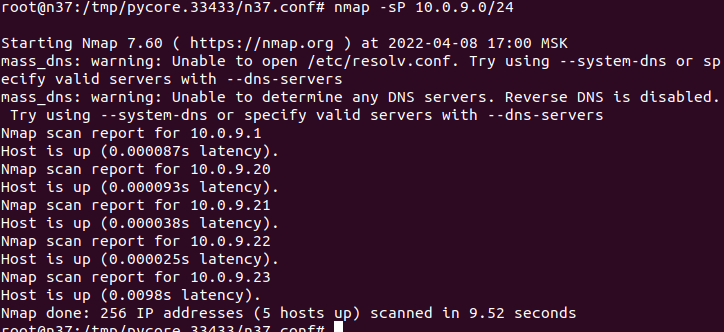 root@n37:/tmp/pycore.33433/n37.conf# nmap -sP 10.0.9.0/24
Starting Nmap 7.60 ( https://nmap.org ) at 2022-04-08 17:00 MSK
mass_dns: warning: Unable to open /etc/resolv.conf. Try using --system-dns or sp
ecify valid servers with --dns-servers
mass_dns: warning: Unable to determine any DNS servers. Reverse DNS is disabled.
 Try using --system-dns or specify valid servers with --dns-servers
Nmap scan report for 10.0.9.1
Host is up (0.000087s latency).
Nmap scan report for 10.0.9.20
Host is up (0.000093s latency).
Nmap scan report for 10.0.9.21
Host is up (0.000038s latency).
Nmap scan report for 10.0.9.22
Host is up (0.000025s latency).
Nmap scan report for 10.0.9.23
Host is up (0.0098s latency).
Nmap done: 256 IP addresses (5 hosts up) scanned in 9.52 seconds
root@n37:/tmp/pycore.33433/n37.conf#